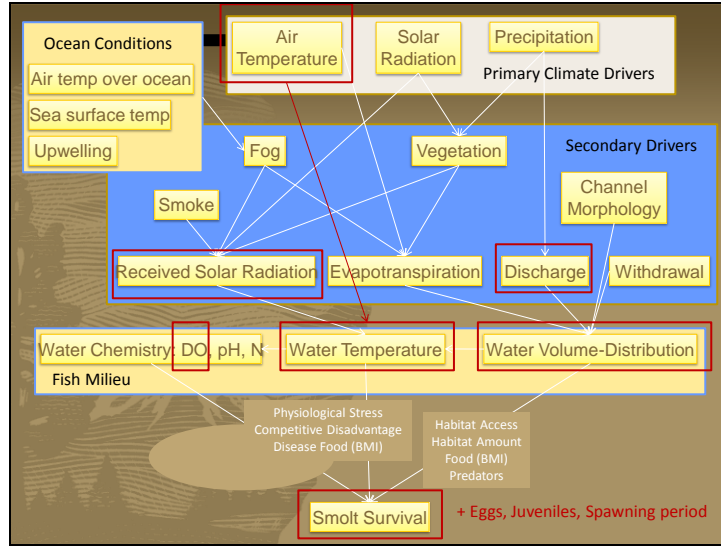 Ocean Conditions
Air temp over ocean
Sea surface temp
Upwelling
Air
Temperature
Solar
Radiation
Precipitation
Primary Climate Drivers
Secondary Drivers
Fog
Vegetation
Smoke
Channel
Morphology
Received Solar Radiation
Evapotranspiration
Discharge
Withdrawal
Water Chemistry: DO, pH, N
Water Temperature
Water Volume-Distribution
Fish Milieu
Physiological Stress
Competitive Disadvantage
Disease Food (BMI)
Habitat Access
Habitat Amount
Food (BMI)
Predators
Smolt Survival
+ Eggs, Juveniles, Spawning period